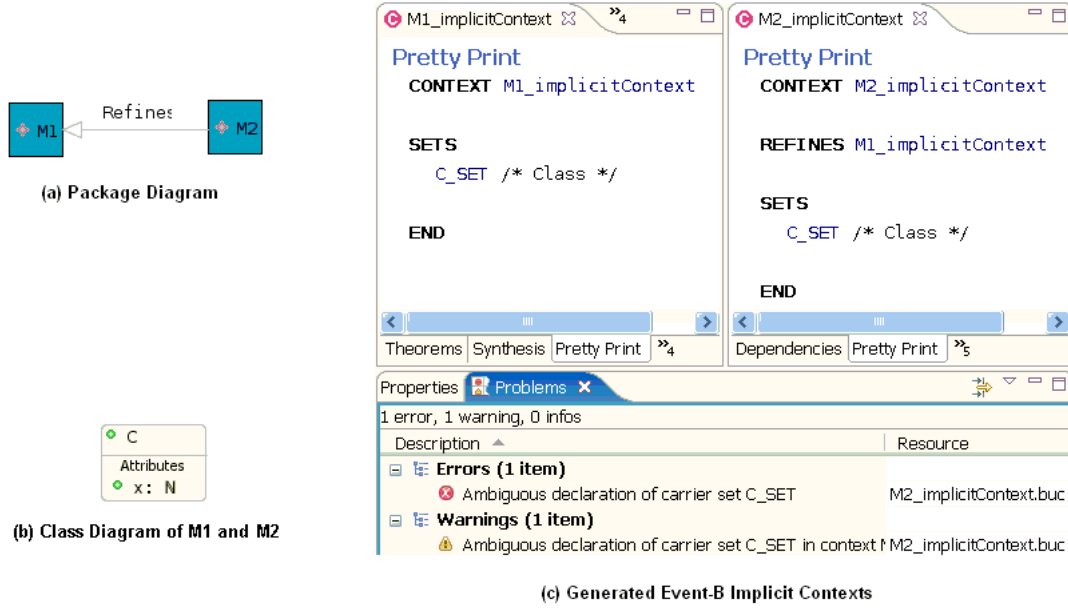 Refines
M1
M2
(a) Package Diagram
C
Attributes
x: N
(b) Class Diagram of M1 and M2
M1_implicitContext
»4
Pretty Print
CONTEXT M1_implicitContext
SETS
C_SET /* Class */
END
Theorems Synthesis Pretty Print »4
M2_implicitContext
Pretty Print
CONTEXT M2_implicitContext
REFINES M1_implicitContext
SETS
C_SET /* Class */
END
Dependencies Pretty Print »5
Properties Problems
1 error, 1 warning, 0 infos
Description Resource
Errors (1 item)
Ambiguous declaration of carrier set C_SET M2_implicitContext.buc
Warnings (1 item)
Ambiguous declaration of carrier set C_SET in context M2_implicitContext.buc
(c) Generated Event-B Implicit Contexts